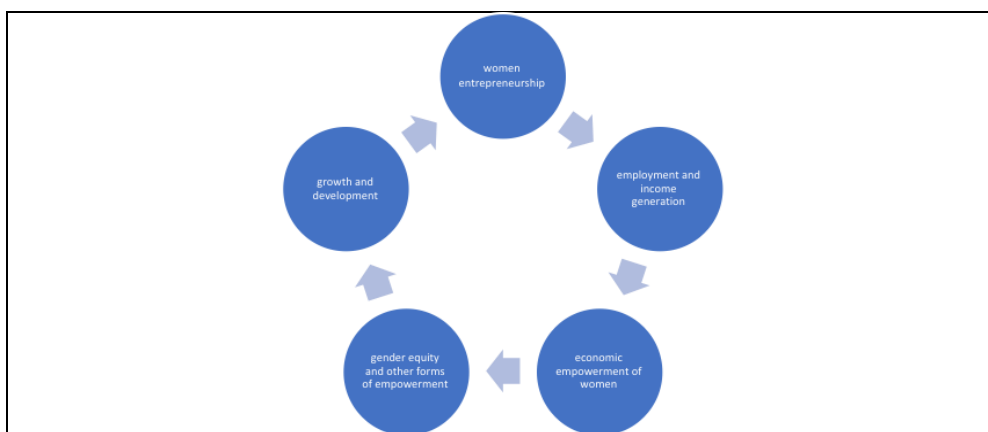 women
entrepreneurship
employment and
income
generation
economic
empowerment of
women
gender equity
and other forms
of empowerment
growth and
development